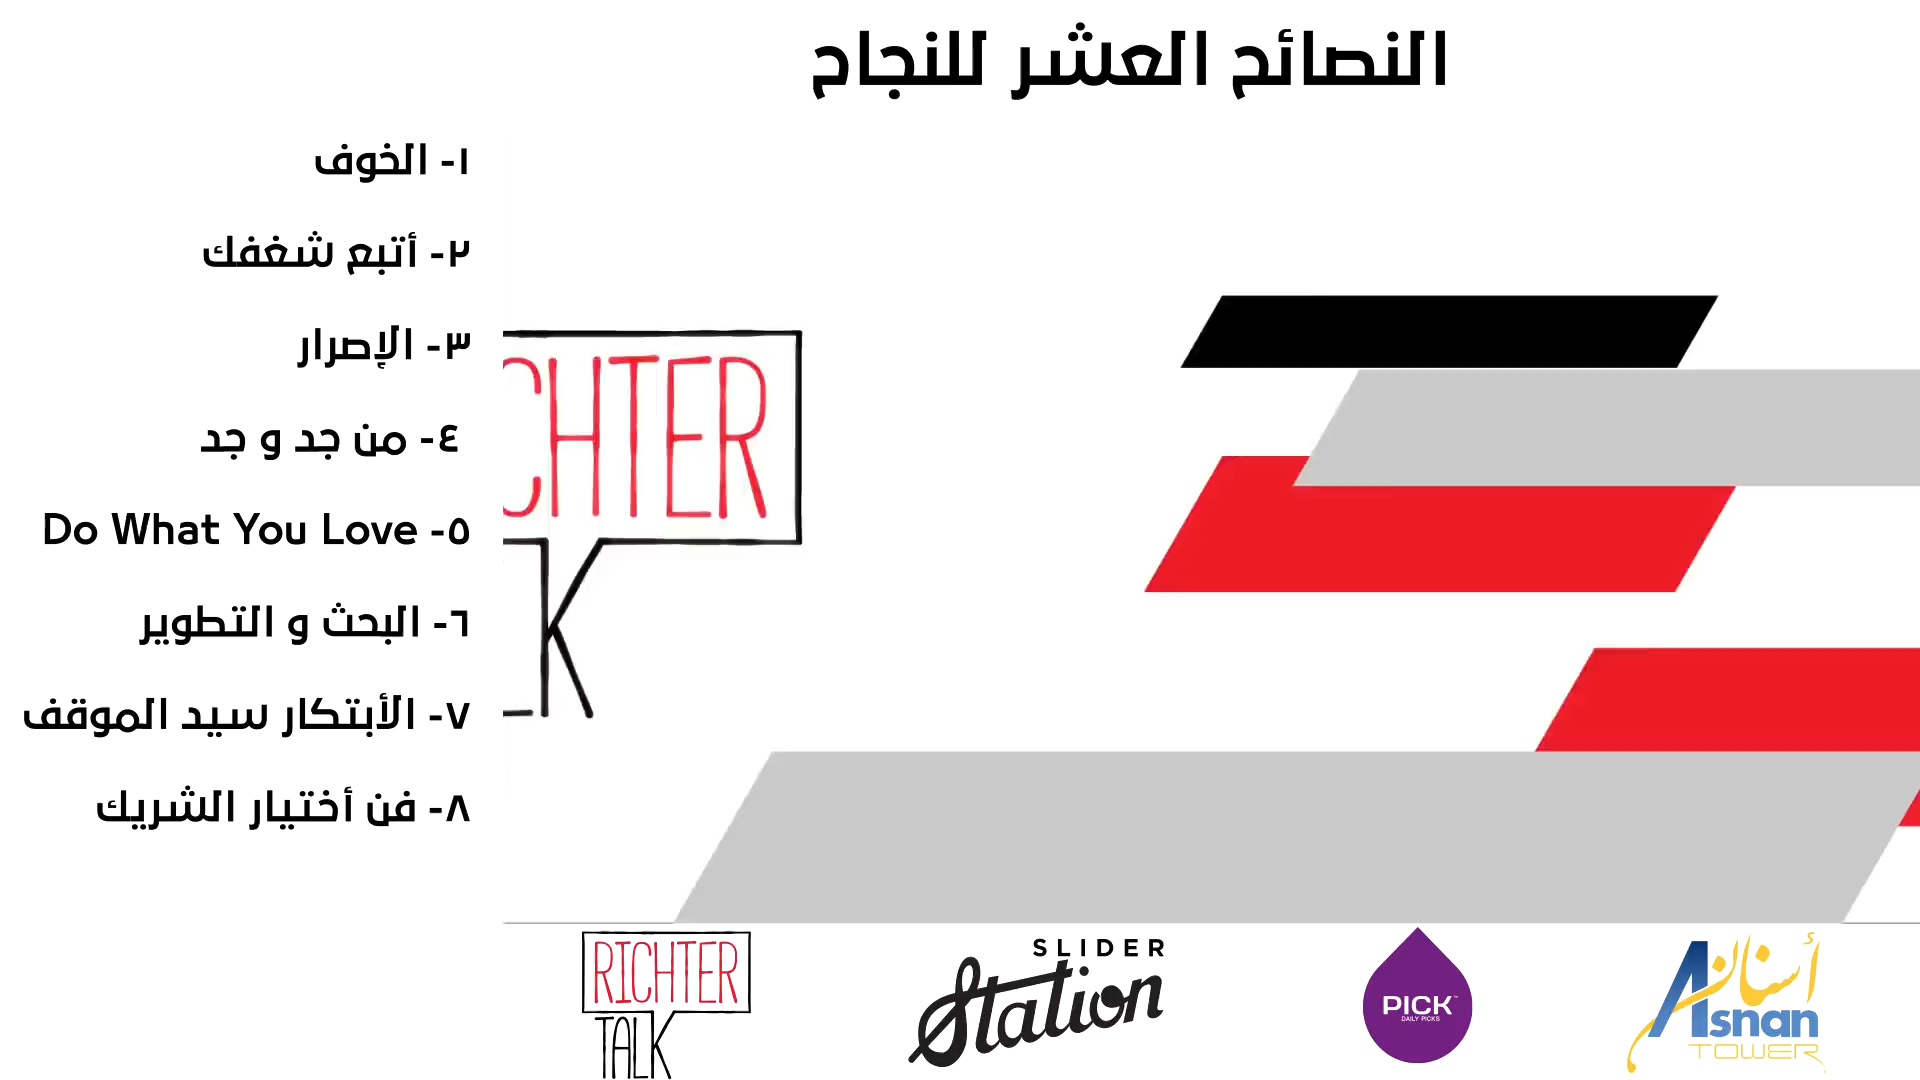 النصائح العشر للنجاح
١- الخوف
٢- أتبع شغفك
٣- الإصرار
٤- من جد و جد
٥- Do What You Love
٦- البحث و التطوير
٧- الأبتكار سيد الموقف
٨- فن أختيار الشريك
CHTER
K
RICHTER
TALK
SLIDER
Station
PICK
DAILY PICKS
أسنان
Asnan
TOWER